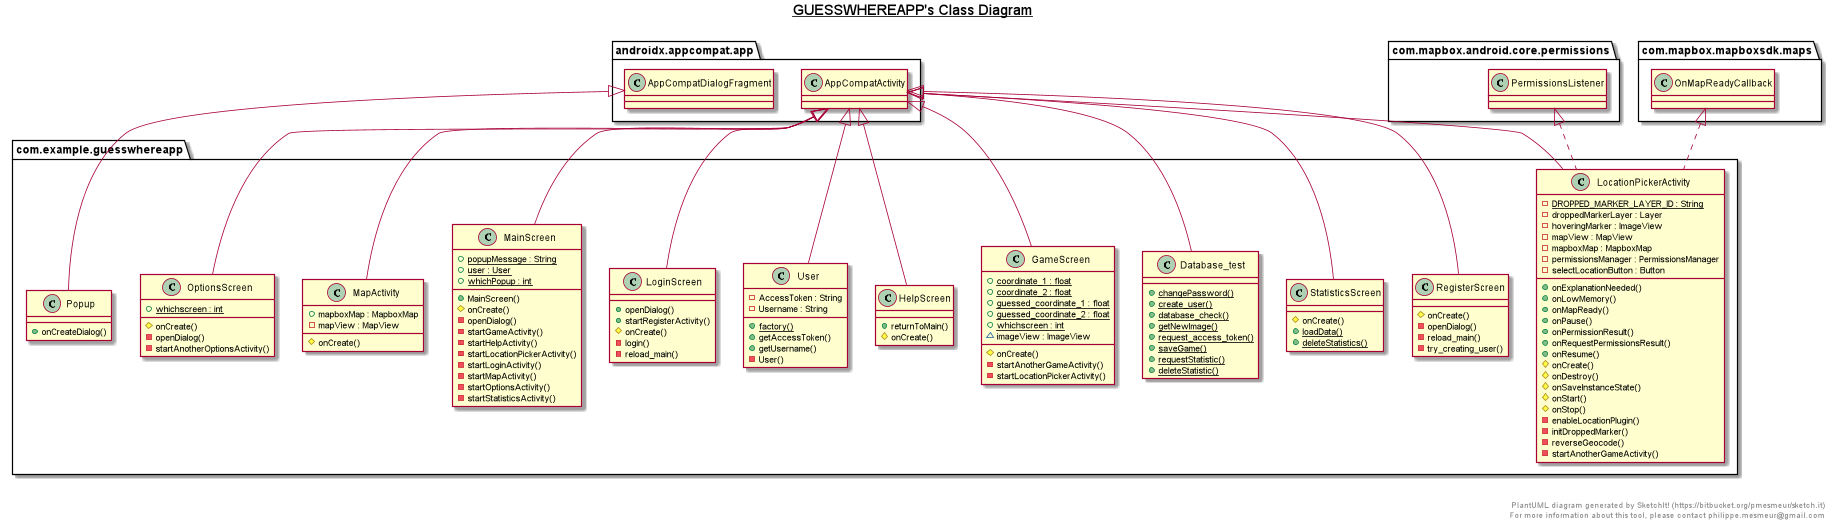 GUESSWHEREAPP's Class Diagram
androidx.appcompat.app
C AppCompatDialogFragment
C AppCompatActivity
com.mapbox.android.core.permissions
C PermissionsListener
com.mapbox.mapboxsdk.maps
C OnMapReadyCallback
com.example.guesswhereapp
C Popup
onCreateDialog()
C OptionsScreen
whichscreen : int
onCreate()
openDialog()
startAnotherOptionsActivity()
C MapActivity
mapboxMap : MapboxMap
mapView : MapView
onCreate()
C MainScreen
popupMessage : String
user : User
whichPopup : int
MainScreen()
onCreate()
openDialog()
startGameActivity()
startHelpActivity()
startLocationPickerActivity()
startLoginActivity()
startMapActivity()
startOptionsActivity()
startStatisticsActivity()
C LoginScreen
openDialog()
startRegisterActivity()
onCreate()
login()
reload_main()
C User
AccessToken : String
Username : String
factory()
getAccessToken()
getUsername()
User()
C HelpScreen
returnToMain()
onCreate()
C GameScreen
coordinate_1 : float
coordinate_2 : float
guessed_coordinate_1 : float
guessed_coordinate_2 : float
whichscreen : int
imageView : ImageView
onCreate()
startAnotherGameActivity()
startLocationPickerActivity()
C Database_test
changePassword()
create_user()
database_check()
getNewImage()
request_access_token()
saveGame()
requestStatistic()
deleteStatistic()
C StatisticsScreen
onCreate()
loadData()
deleteStatistics()
C RegisterScreen
onCreate()
openDialog()
reload_main()
try_creating_user()
C LocationPickerActivity
DROPPED_MARKER_LAYER_ID : String
droppedMarkerLayer : Layer
hoveringMarker : ImageView
mapView : MapView
mapboxMap : MapboxMap
permissionsManager : PermissionsManager
selectLocationButton : Button
onExplanationNeeded()
onLowMemory()
onMapReady()
onPause()
onPermissionResult()
onRequestPermissionsResult()
onResume()
onCreate()
onDestroy()
onSaveInstanceState()
onStart()
onStop()
enableLocationPlugin()
initDroppedMarker()
reverseGeocode()
startAnotherGameActivity()
PlantUML diagram generated by SketchIt! (https://bitbucket.org/pmesmeur/sketch.it)
For more information about this tool, please contact philippe.mesmeur@gmail.com